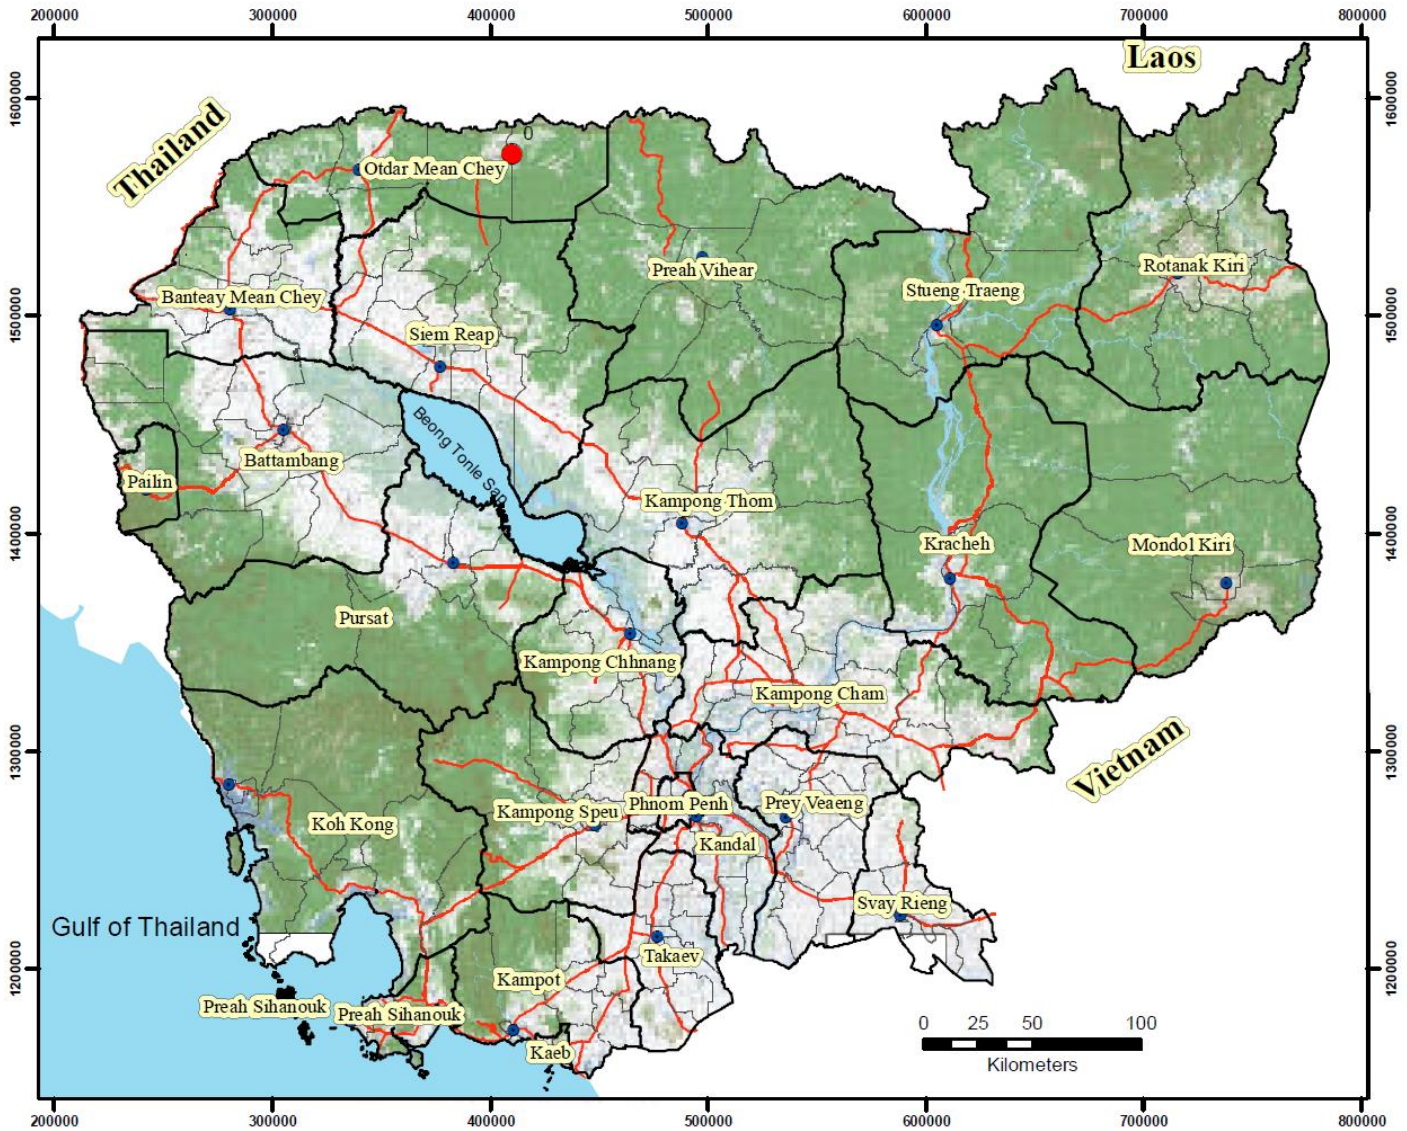 200000 300000 400000 500000 600000 700000 800000
Laos
1600000 1600000
Thailand
0
Otdar Mean Chey
Preah Vihear
Rotanak Kiri
Stueng Traeng
Banteay Mean Chey
1500000 1500000
Siem Reap
Beong Tonle Sap
Battambang
Pailin
Kampong Thom
1400000 1400000
Kracheh
Mondol Kiri
Pursat
Kampong Chhnang
Kampong Cham
1300000 1300000
Vietnam
Kampong Speu
Phnom Penh
Prey Veaeng
Koh Kong
Kandal
Svay Rieng
Gulf of Thailand
Takaev
1200000 1200000
Kampot
Preah Sihanouk
Preah Sihanouk
0 25 50 100
Kaeb
Kilometers
200000 300000 400000 500000 600000 700000 800000